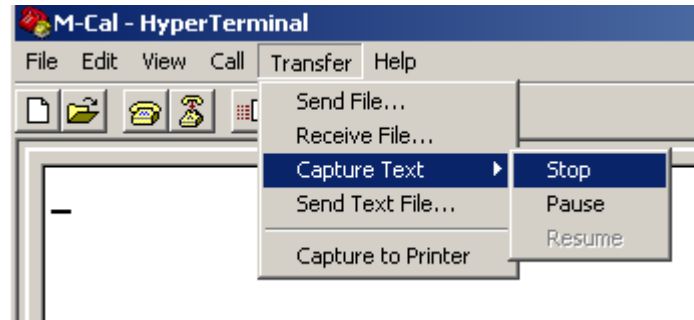 M-Cal - HyperTerminal
File Edit View Call Transfer Help
Send File...
Receive File...
Capture Text
Stop
Send Text File...
Pause
Resume
Capture to Printer